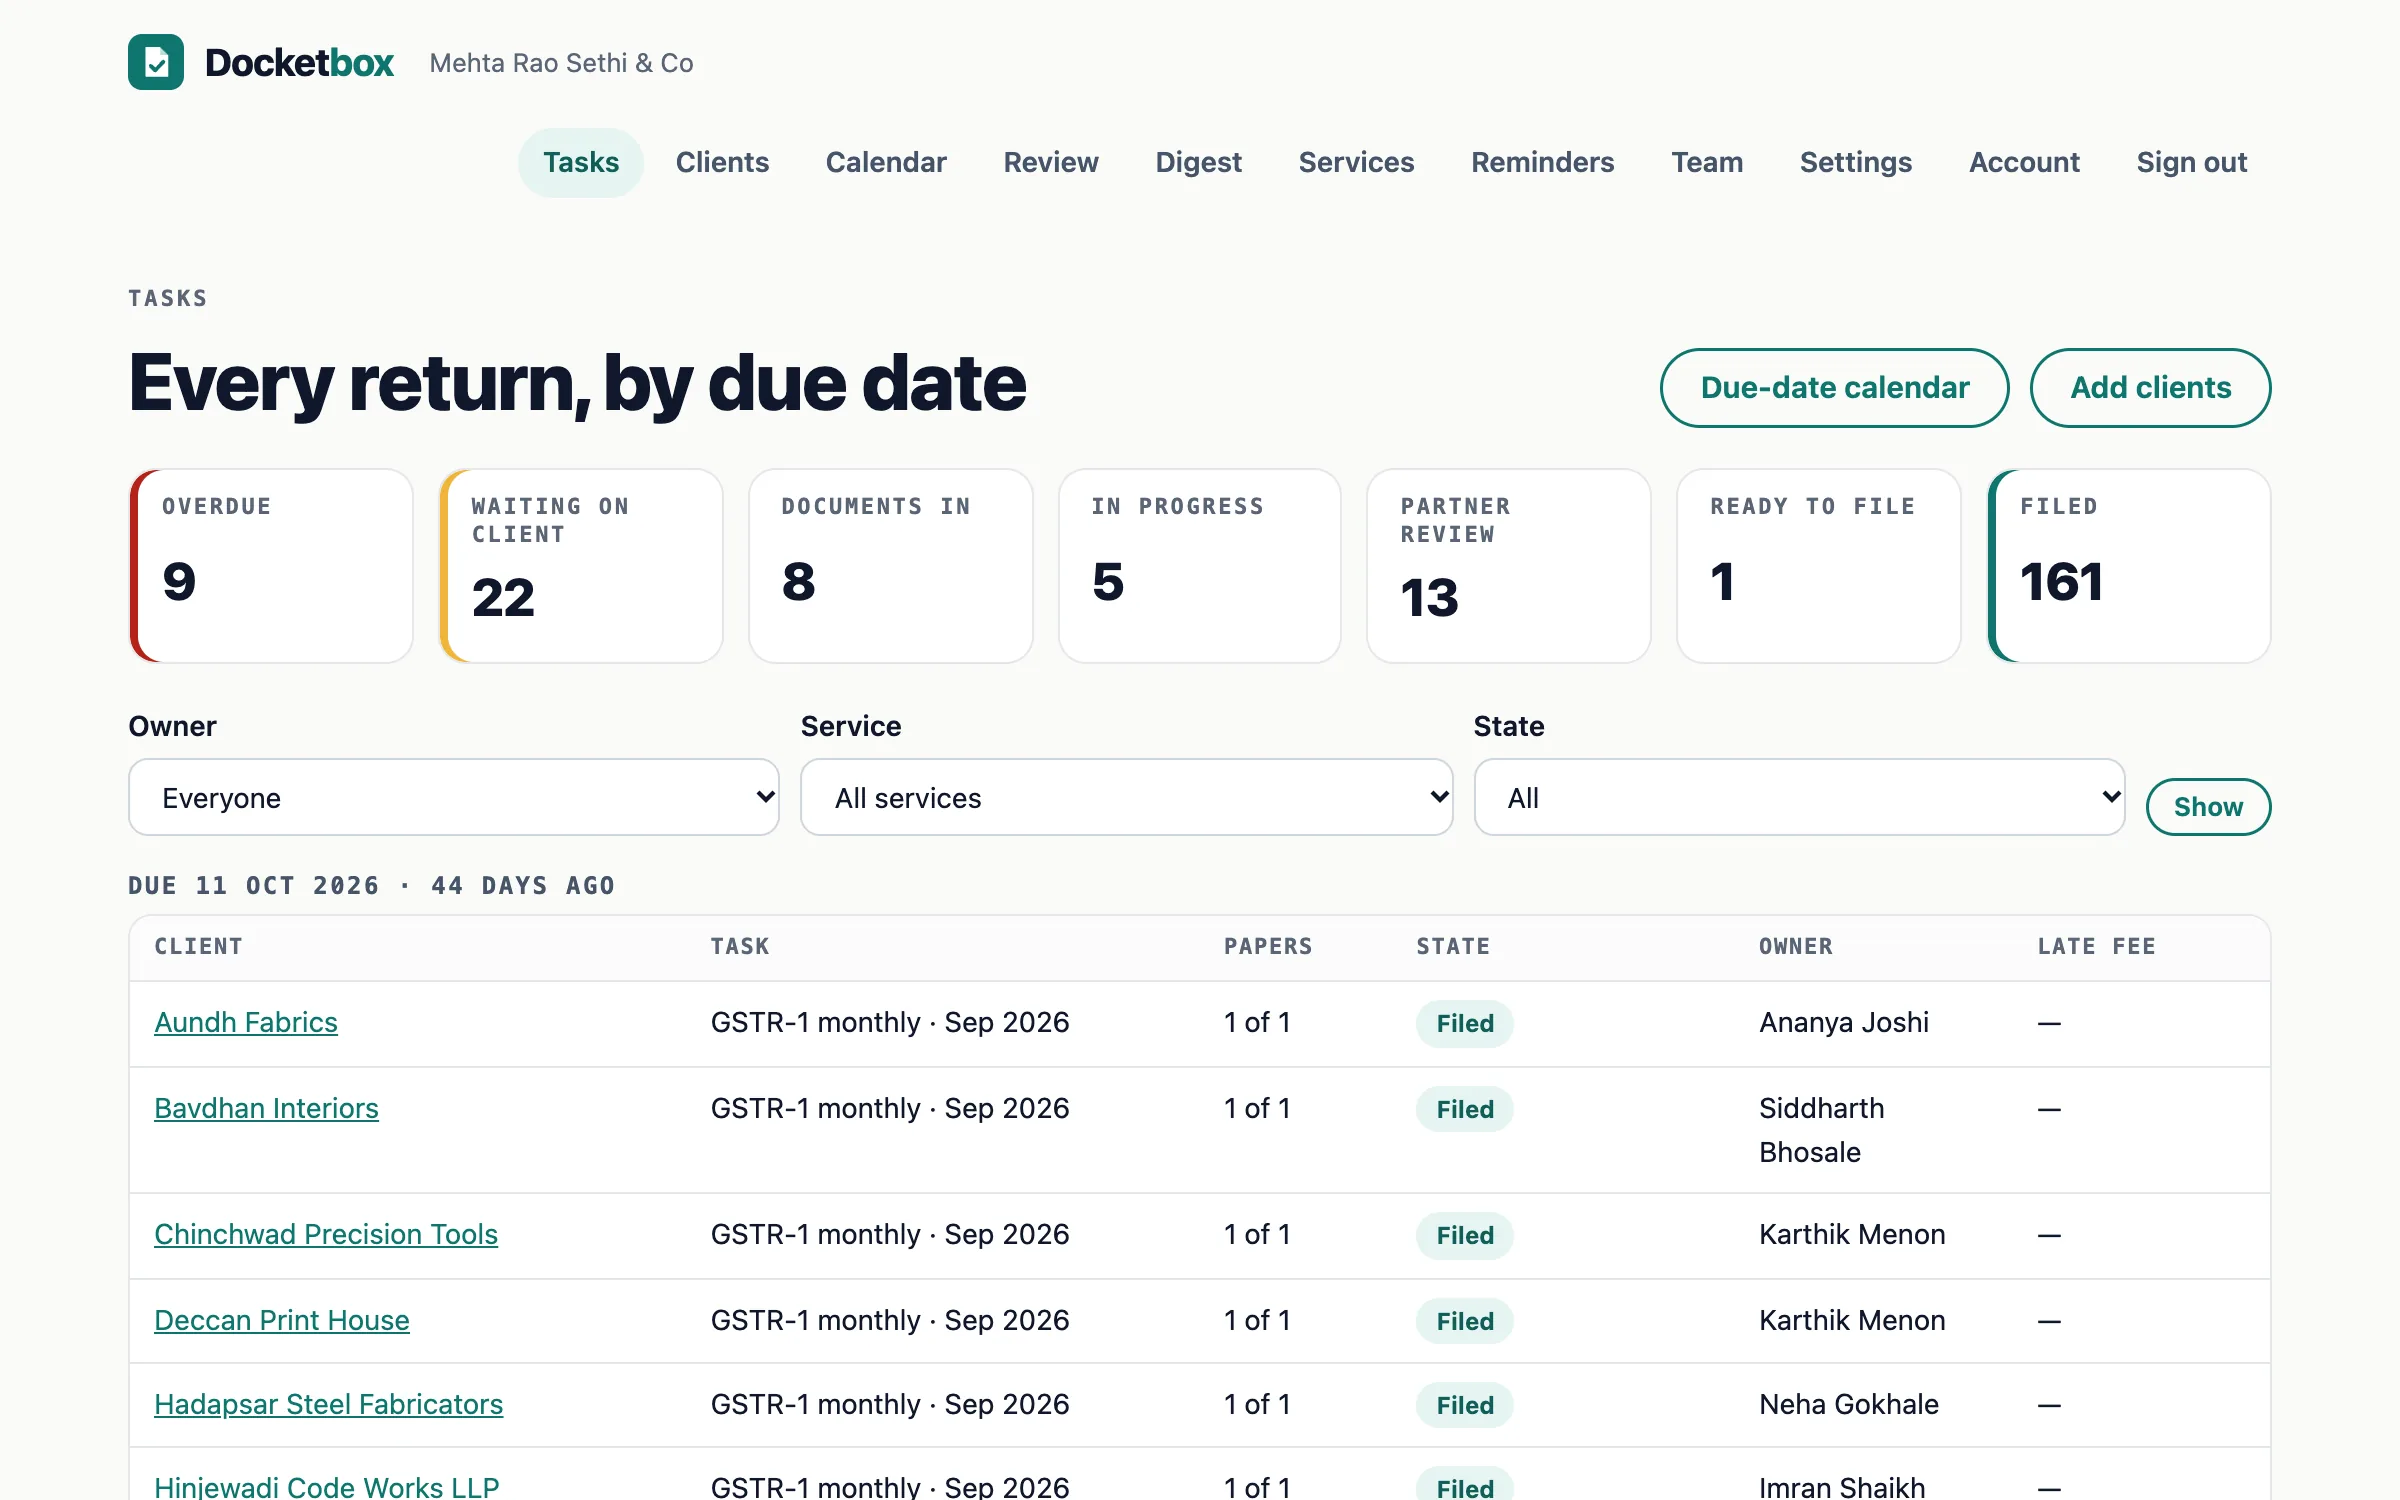 Docketbox Mehta Rao Sethi & Co
Tasks Clients Calendar Review Digest Services Reminders Team Settings Account Sign out
TASKS
Every return, by due date
Due-date calendar Add clients
OVERDUE
9
WAITING ON
CLIENT
22
DOCUMENTS IN
8
IN PROGRESS
5
PARTNER
REVIEW
13
READY TO FILE
1
FILED
161
Owner Service State
Everyone All services All Show
DUE 11 OCT 2026 · 44 DAYS AGO
CLIENT TASK PAPERS STATE OWNER LATE FEE
Aundh Fabrics GSTR-1 monthly · Sep 2026 1 of 1 Filed Ananya Joshi —
Bavdhan Interiors GSTR-1 monthly · Sep 2026 1 of 1 Filed Siddharth —
Bhosale
Chinchwad Precision Tools GSTR-1 monthly · Sep 2026 1 of 1 Filed Karthik Menon —
Deccan Print House GSTR-1 monthly · Sep 2026 1 of 1 Filed Karthik Menon —
Hadapsar Steel Fabricators GSTR-1 monthly · Sep 2026 1 of 1 Filed Neha Gokhale —
Hinjewadi Code Works LLP GSTR-1 monthly · Sep 2026 1 of 1 Filed Imran Shaikh —